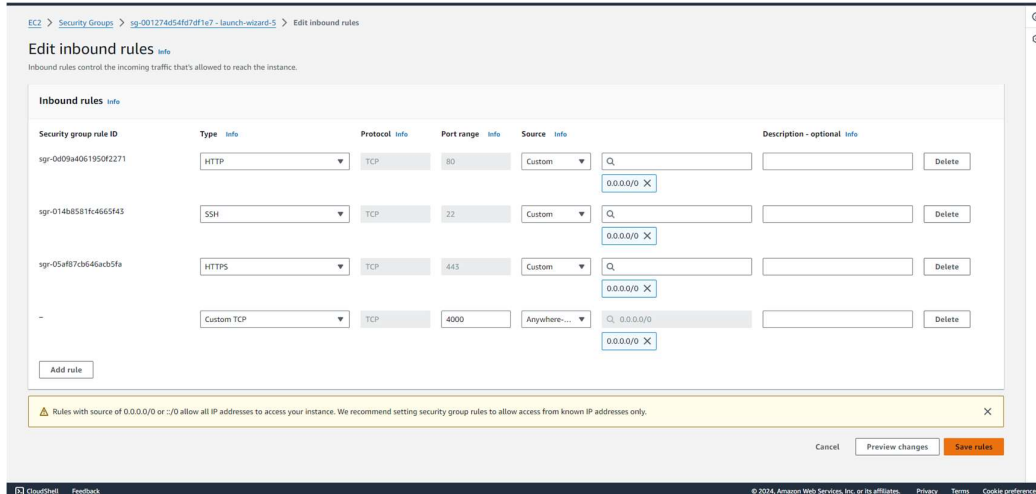 EC2 > Security Groups > sg-001274d54fd7df1e7 - launch-wizard-5 > Edit inbound rules
Edit inbound rules Info
Inbound rules control the incoming traffic that's allowed to reach the instance.
Inbound rules Info
Security group rule ID Type Info Protocol Info Port range Info Source Info Description - optional Info
sgr-0d09a4061950f2271 HTTP TCP 80 Custom Delete
0.0.0.0/0
sgr-014b8581fc4665f43 SSH TCP 22 Custom Delete
0.0.0.0/0
sgr-05af87cb646acb5fa HTTPS TCP 443 Custom Delete
0.0.0.0/0
– Custom TCP TCP 4000 Anywhere-... 0.0.0.0/0 Delete
0.0.0.0/0
Add rule
Rules with source of 0.0.0.0/0 or ::/0 allow all IP addresses to access your instance. We recommend setting security group rules to allow access from known IP addresses only.
Cancel Preview changes Save rules
CloudShell Feedback © 2024, Amazon Web Services, Inc. or its affiliates. Privacy Terms Cookie preference